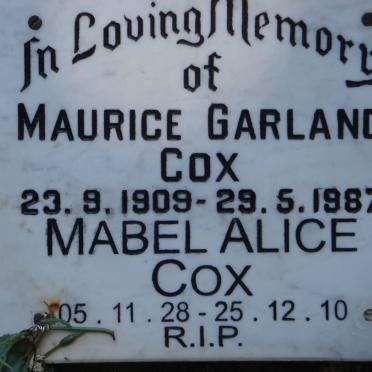 In Loving Memory
of
MAURICE GARLAND
COX
23.9.1909-29.5.1987
MABEL ALICE
COX
05.11.28-25.12.10
R.I.P.